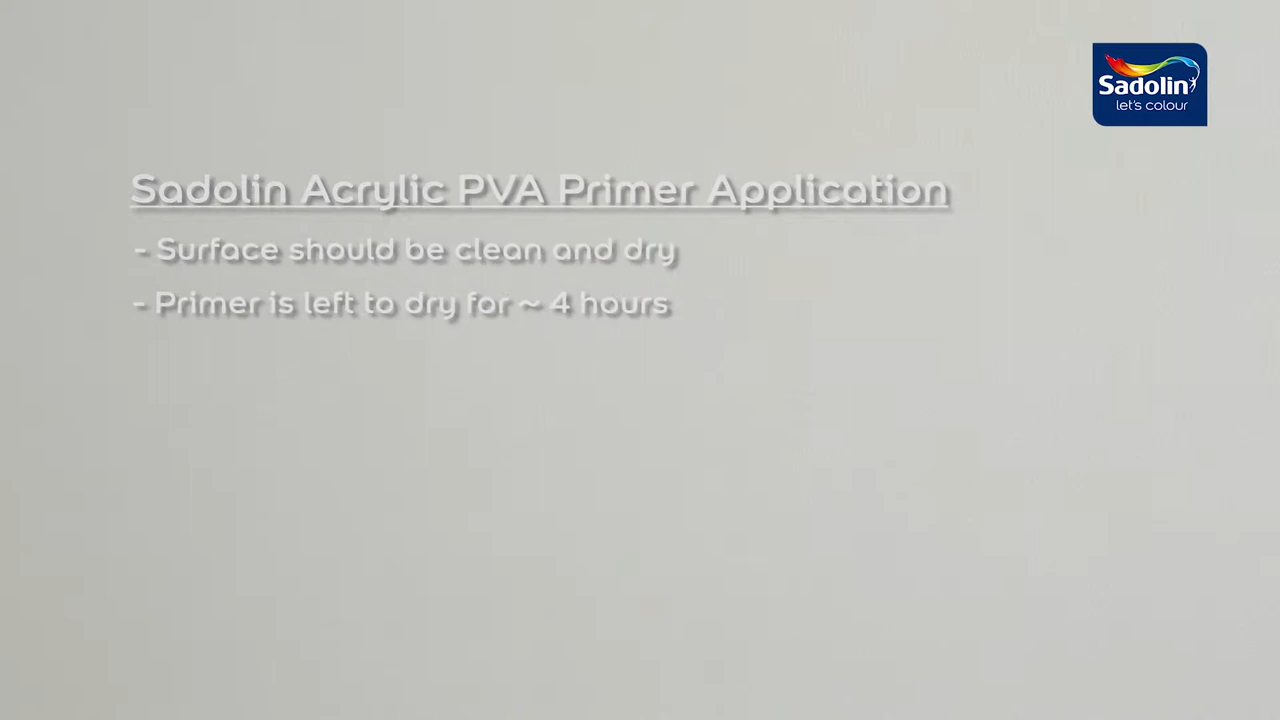 Sadolin
let's colour
Sadolin Acrylic PVA Primer Application
- Surface should be clean and dry
- Primer is left to dry for ~ 4 hours